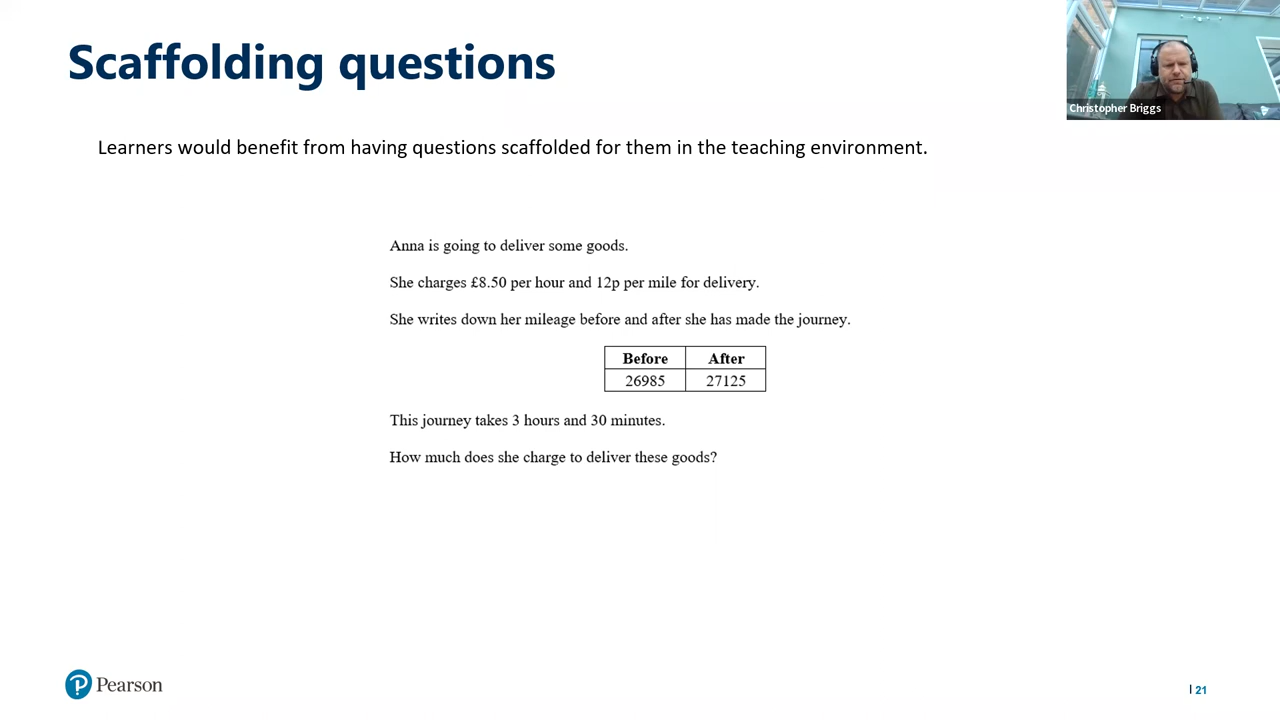 Scaffolding questions
Christopher Briggs
Learners would benefit from having questions scaffolded for them in the teaching environment.
Anna is going to deliver some goods.
She charges £8.50 per hour and 12p per mile for delivery.
She writes down her mileage before and after she has made the journey.
Before After
26985 27125
This journey takes 3 hours and 30 minutes.
How much does she charge to deliver these goods?
P Pearson
| 21